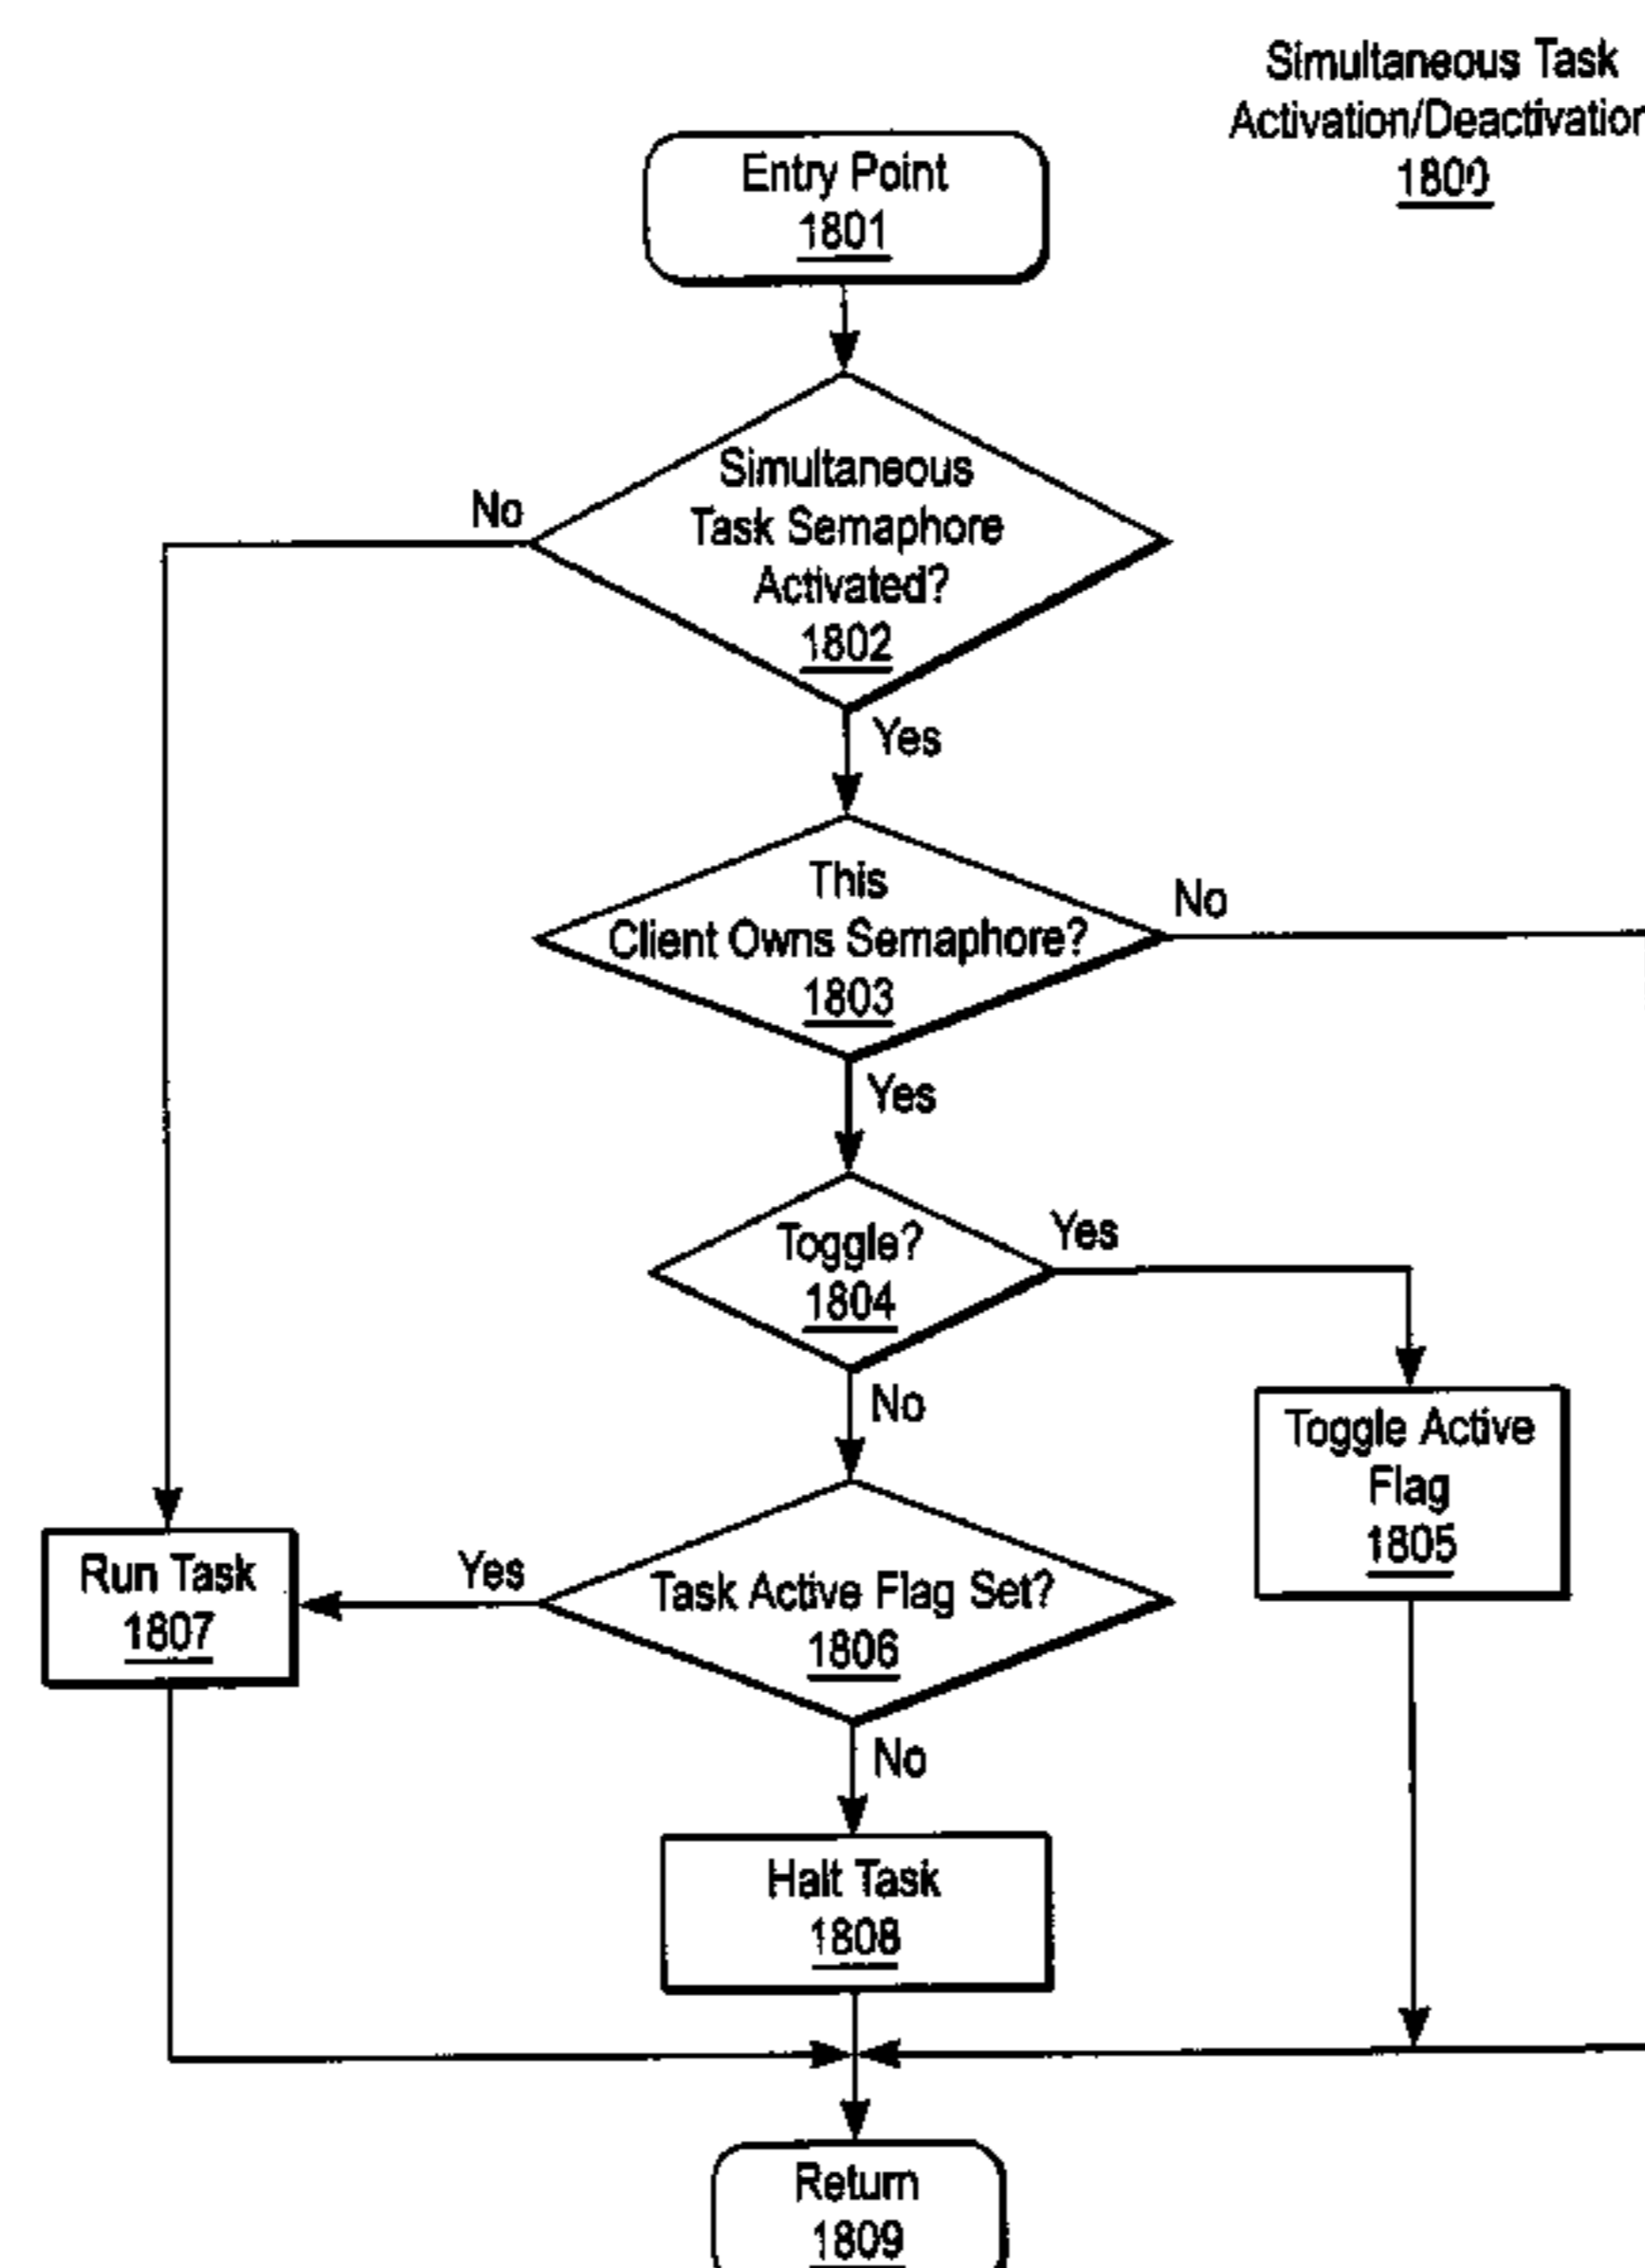 Simultaneous Task
Activation/Deactivation
1800
Entry Point
1801
Simultaneous
Task Semaphore
Activated?
1802
No
Yes
This
Client Owns Semaphore?
1803
No
Yes
Toggle?
1804
Yes
No
Toggle Active
Flag
1805
Run Task
1807
Yes
Task Active Flag Set?
1806
No
Halt Task
1808
Return
1809